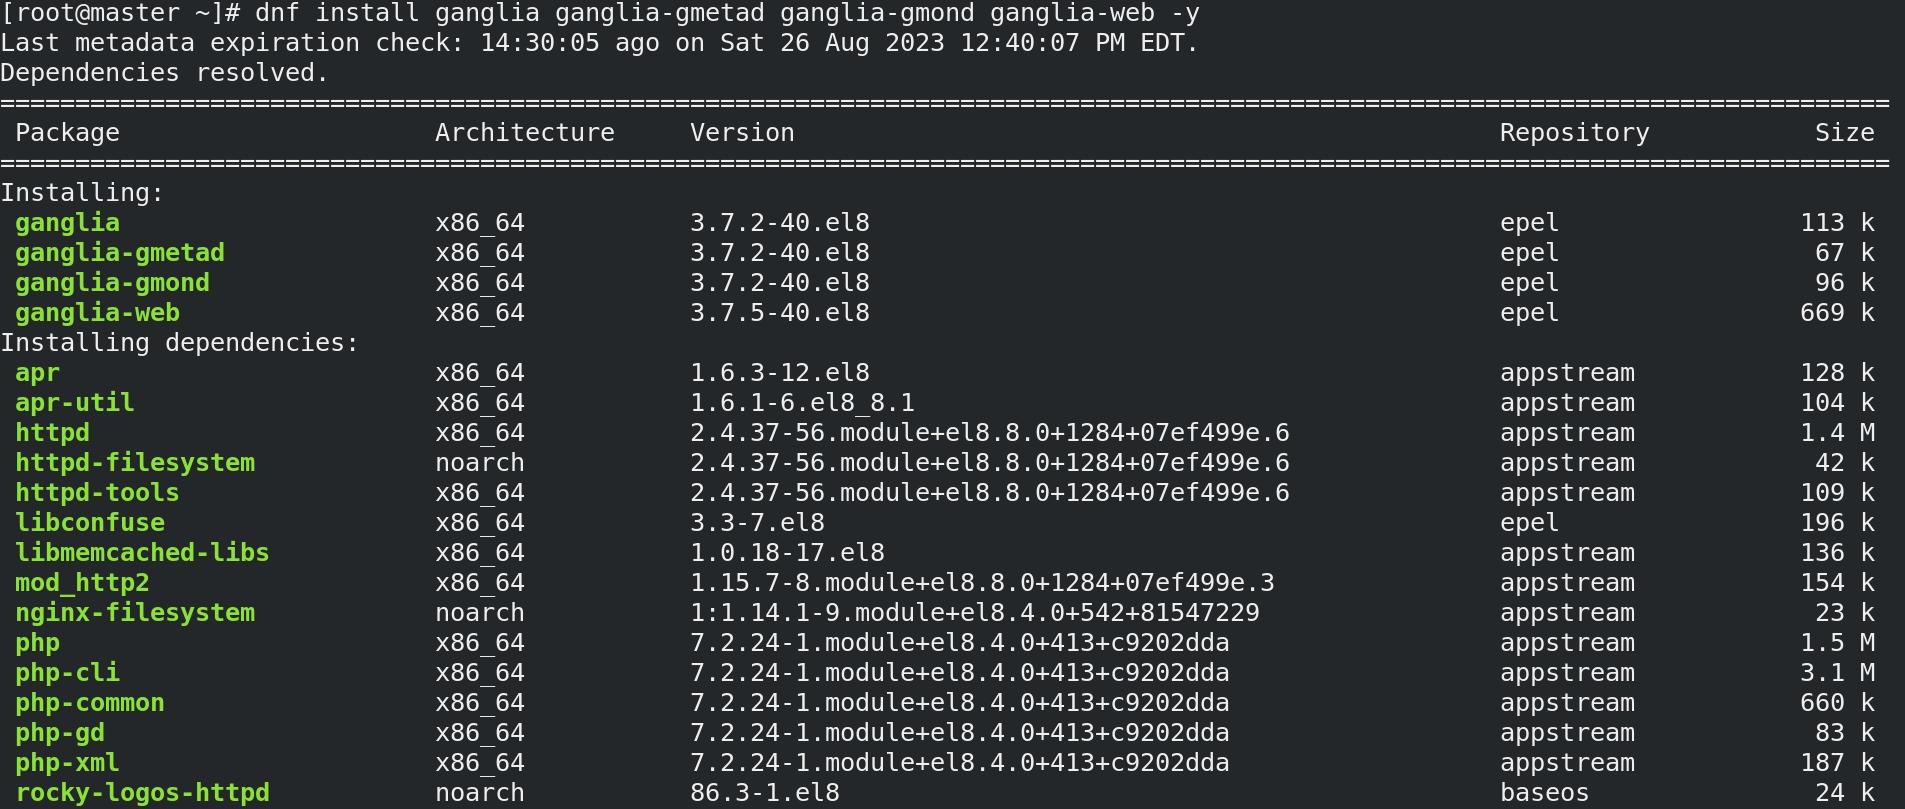 [root@master ~]# dnf install ganglia ganglia-gmetad ganglia-gmond ganglia-web -y
Last metadata expiration check: 14:30:05 ago on Sat 26 Aug 2023 12:40:07 PM EDT.
Dependencies resolved.
==============================================================================================================================
 Package             Architecture     Version                                               Repository           Size
==============================================================================================================================
Installing:
 ganglia                    x86_64           3.7.2-40.el8                                          epel                113 k
 ganglia-gmetad             x86_64           3.7.2-40.el8                                          epel                 67 k
 ganglia-gmond              x86_64           3.7.2-40.el8                                          epel                 96 k
 ganglia-web                x86_64           3.7.5-40.el8                                          epel                669 k
Installing dependencies:
 apr                        x86_64           1.6.3-12.el8                                          appstream           128 k
 apr-util                   x86_64           1.6.1-6.el8_8.1                                       appstream           104 k
 httpd                      x86_64           2.4.37-56.module+el8.8.0+1284+07ef499e.6              appstream           1.4 M
 httpd-filesystem           noarch           2.4.37-56.module+el8.8.0+1284+07ef499e.6              appstream            42 k
 httpd-tools                x86_64           2.4.37-56.module+el8.8.0+1284+07ef499e.6              appstream           109 k
 libconfuse                 x86_64           3.3-7.el8                                             epel                196 k
 libmemcached-libs          x86_64           1.0.18-17.el8                                         appstream           136 k
 mod_http2                  x86_64           1.15.7-8.module+el8.8.0+1284+07ef499e.3               appstream           154 k
 nginx-filesystem           noarch           1:1.14.1-9.module+el8.4.0+542+81547229                appstream            23 k
 php                        x86_64           7.2.24-1.module+el8.4.0+413+c9202dda                  appstream           1.5 M
 php-cli                    x86_64           7.2.24-1.module+el8.4.0+413+c9202dda                  appstream           3.1 M
 php-common                 x86_64           7.2.24-1.module+el8.4.0+413+c9202dda                  appstream           660 k
 php-gd                     x86_64           7.2.24-1.module+el8.4.0+413+c9202dda                  appstream            83 k
 php-xml                    x86_64           7.2.24-1.module+el8.4.0+413+c9202dda                  appstream           187 k
 rocky-logos-httpd          noarch           86.3-1.el8                                            baseos               24 k